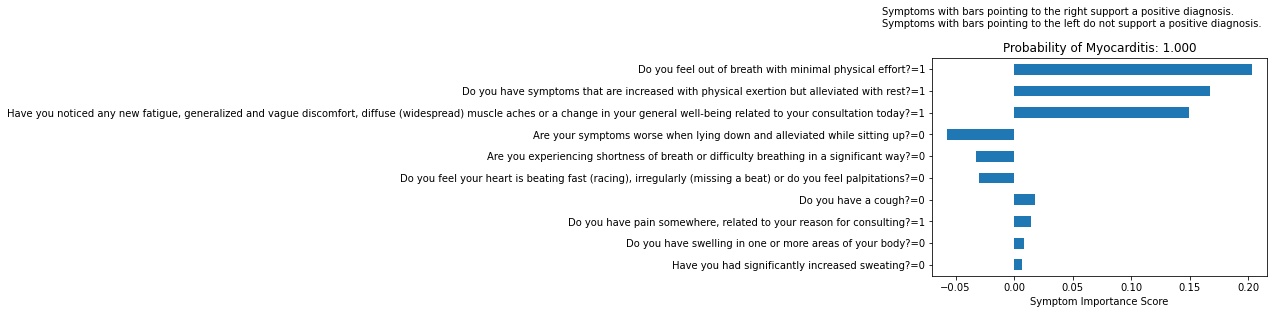 Symptoms with bars pointing to the right support a positive diagnosis.
Symptoms with bars pointing to the left do not support a positive diagnosis.
Probability of Myocarditis: 1.000
Do you feel out of breath with minimal physical effort?=1
Do you have symptoms that are increased with physical exertion but alleviated with rest?=1
Have you noticed any new fatigue, generalized and vague discomfort, diffuse (widespread) muscle aches or a change in your general well-being related to your consultation today?=1
Are your symptoms worse when lying down and alleviated while sitting up?=0
Are you experiencing shortness of breath or difficulty breathing in a significant way?=0
Do you feel your heart is beating fast (racing), irregularly (missing a beat) or do you feel palpitations?=0
Do you have a cough?=0
Do you have pain somewhere, related to your reason for consulting?=1
Do you have swelling in one or more areas of your body?=0
Have you had significantly increased sweating?=0
−0.05 0.00 0.05 0.10 0.15 0.20
Symptom Importance Score